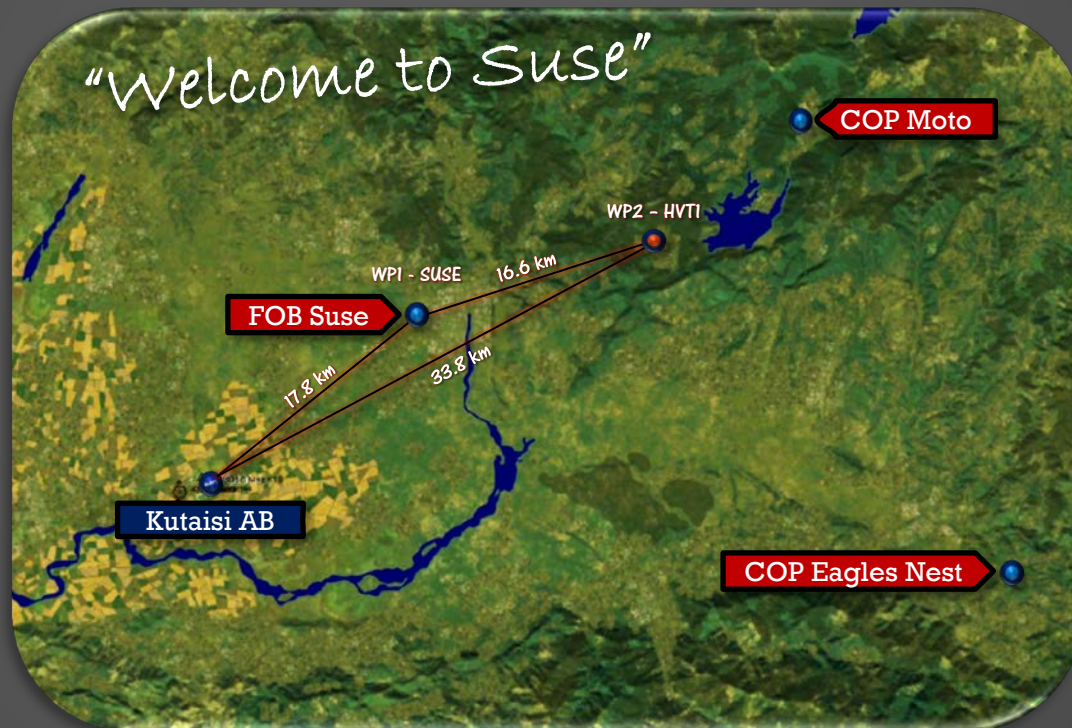 “Welcome to Suse”
COP Moto
WP2 – HVT1
16.6 km
WP1 - SUSE
FOB Suse
33.8 km
17.8 km
Kutaisi AB
COP Eagles Nest